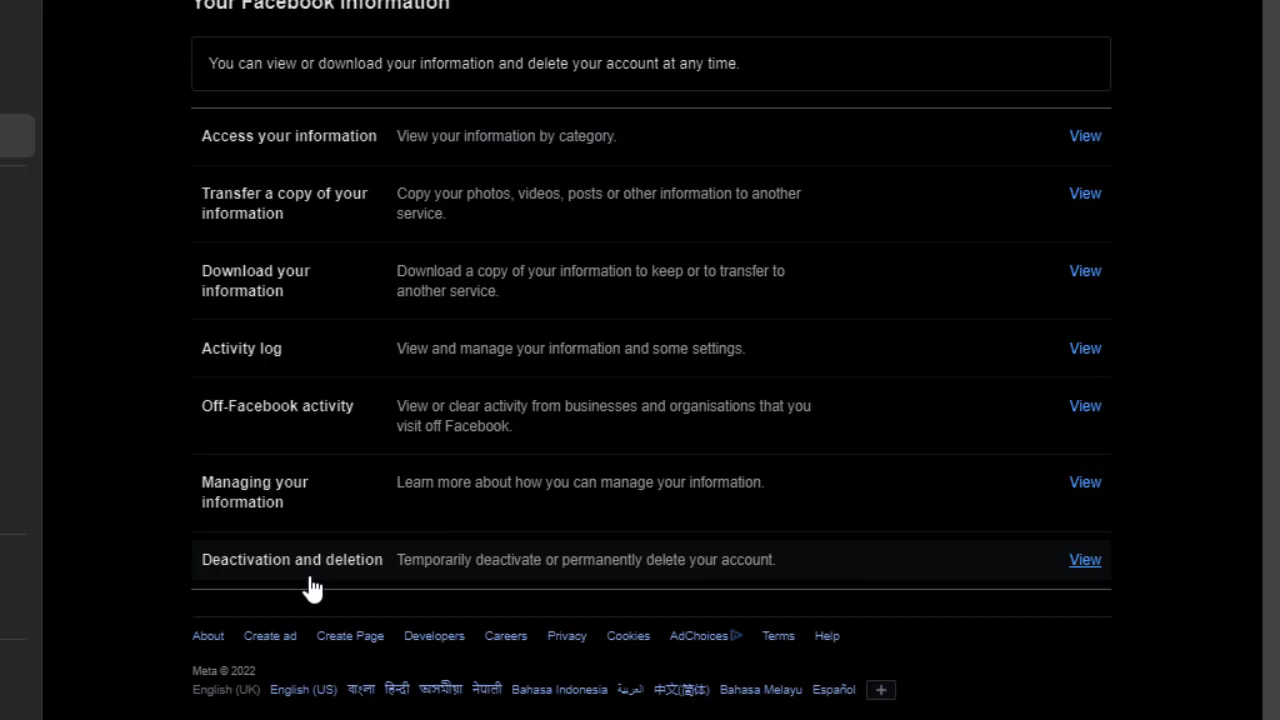 Your Facebook Information
You can view or download your information and delete your account at any time.
Access your information View your information by category. View
Transfer a copy of your Copy your photos, videos, posts or other information to another View
information service.
Download your Download a copy of your information to keep or to transfer to View
information another service.
Activity log View and manage your information and some settings. View
Off-Facebook activity View or clear activity from businesses and organisations that you View
visit off Facebook.
Managing your Learn more about how you can manage your information. View
information
Deactivation and deletion Temporarily deactivate or permanently delete your account. View
About Create ad Create Page Developers Careers Privacy Cookies AdChoices Terms Help
Meta © 2022
English (UK) English (US) বাংলা हिन्दी অসমীয়া नेपाली Bahasa Indonesia العربية 中文(简体) Bahasa Melayu Español +